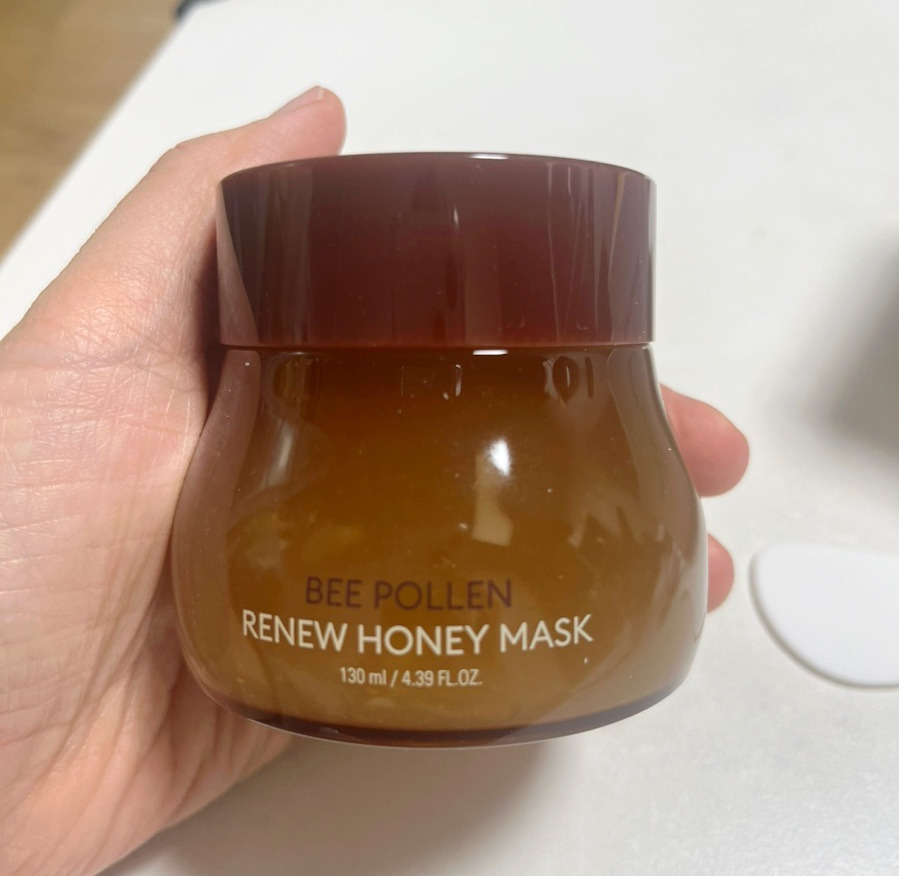 BEE POLLEN
RENEW HONEY MASK
130 ml / 4.39 FL.OZ.